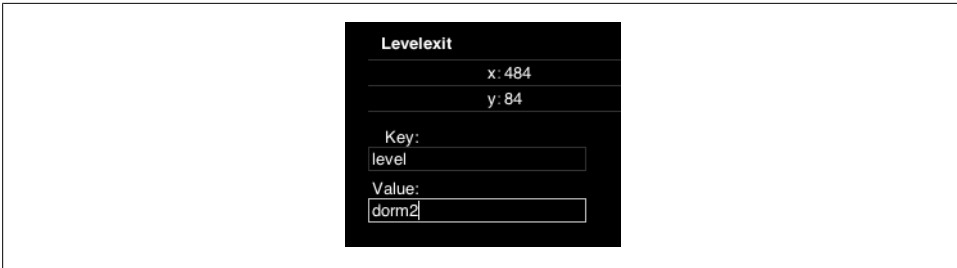 Levelexit
x: 484
y: 84
Key:
level
Value:
dorm2